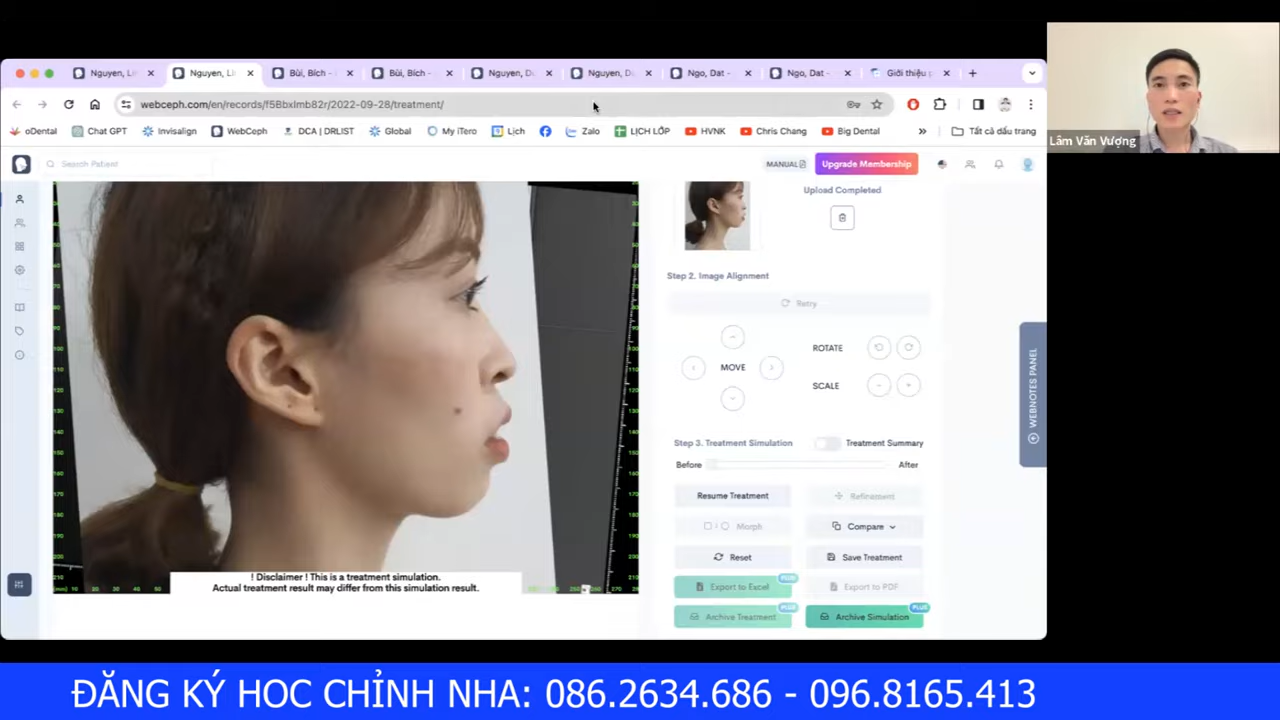 Nguyen, Li
Nguyen, Li
Bùi, Bích -
Bùi, Bích -
Nguyen, D
Nguyen, D
Ngo, Dat -
Ngo, Dat -
Giới thiệu p
webceph.com/en/records/f5BbxImb82r/2022-09-28/treatment/
oDental
Chat GPT
Invisalign
WebCeph
DCA | DRLIST
Global
My iTero
Lịch
Zalo
LỊCH LỚP
HVNK
Chris Chang
Big Dental
Tất cả dấu trang
Lâm Văn Vượng
Search Patient
MANUAL
Upgrade Membership
Upload Completed
Step 2. Image Alignment
Retry
MOVE
ROTATE
SCALE
WEBNOTES PANEL
Step 3. Treatment Simulation
Treatment Summary
Before
After
Resume Treatment
Refinement
Morph
Compare
Reset
Save Treatment
Export to Excel
PLUS
Export to PDF
Archive Treatment
PLUS
Archive Simulation
PLUS
! Disclaimer ! This is a treatment simulation.
Actual treatment result may differ from this simulation result.
ĐĂNG KÝ HỌC CHỈNH NHA: 086.2634.686 - 096.8165.413